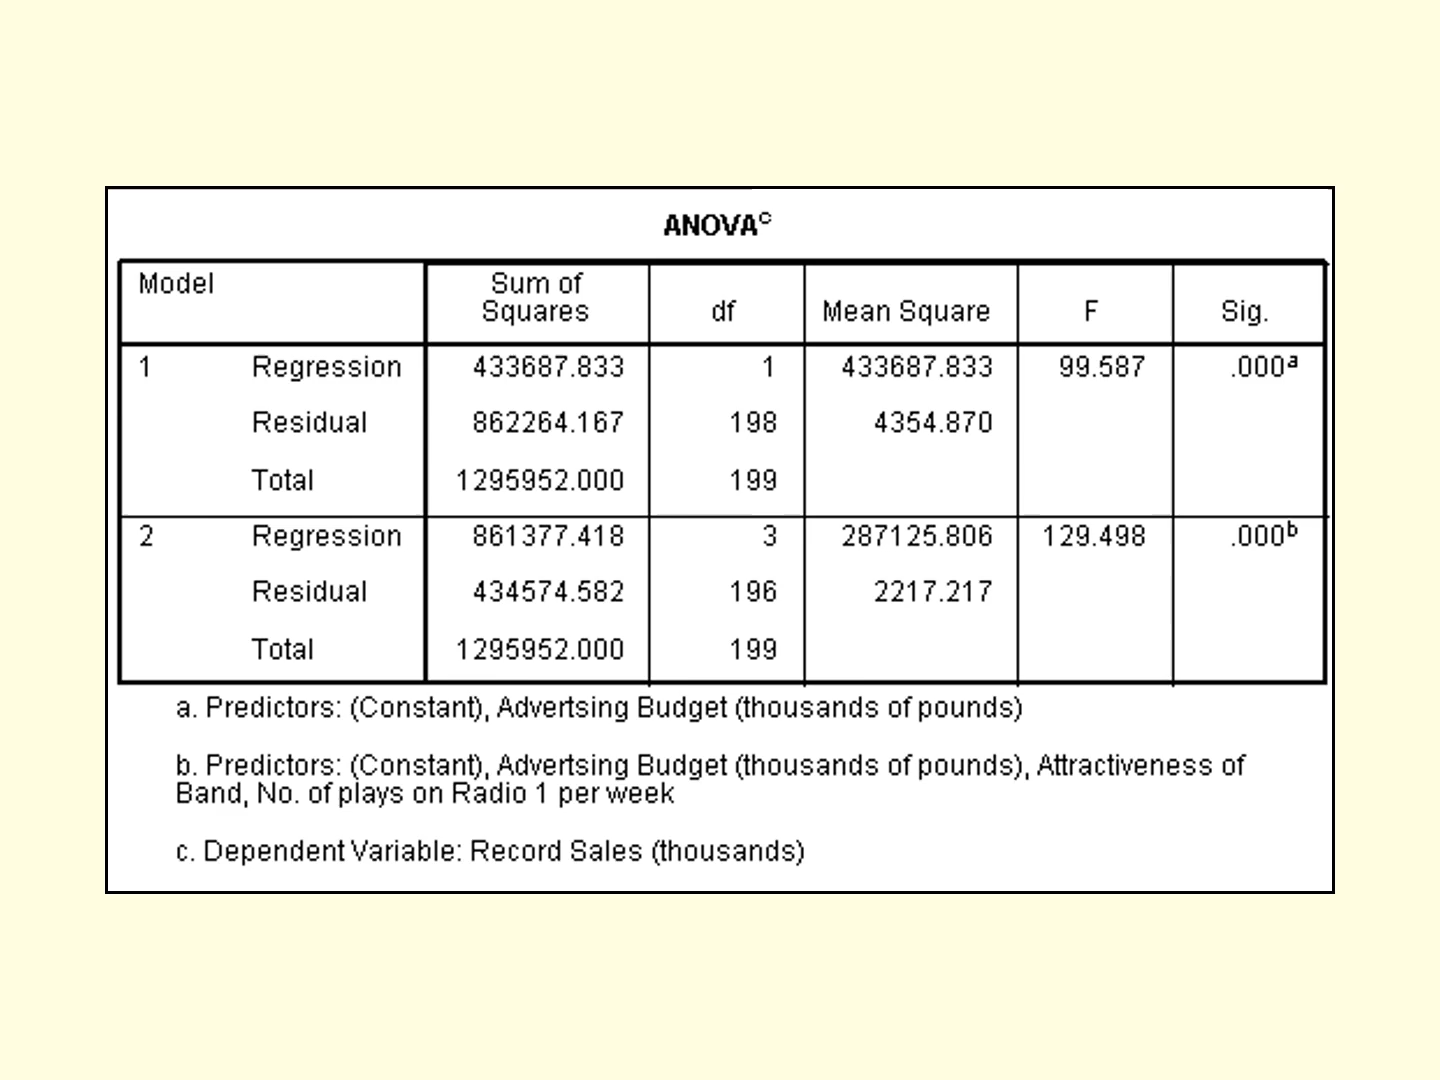 ANOVAc
Model Sum of Squares df Mean Square F Sig.
1 Regression 433687.833 1 433687.833 99.587 .000a
Residual 862264.167 198 4354.870
Total 1295952.000 199
2 Regression 861377.418 3 287125.806 129.498 .000b
Residual 434574.582 196 2217.217
Total 1295952.000 199
a. Predictors: (Constant), Advertsing Budget (thousands of pounds)
b. Predictors: (Constant), Advertsing Budget (thousands of pounds), Attractiveness of
Band, No. of plays on Radio 1 per week
c. Dependent Variable: Record Sales (thousands)